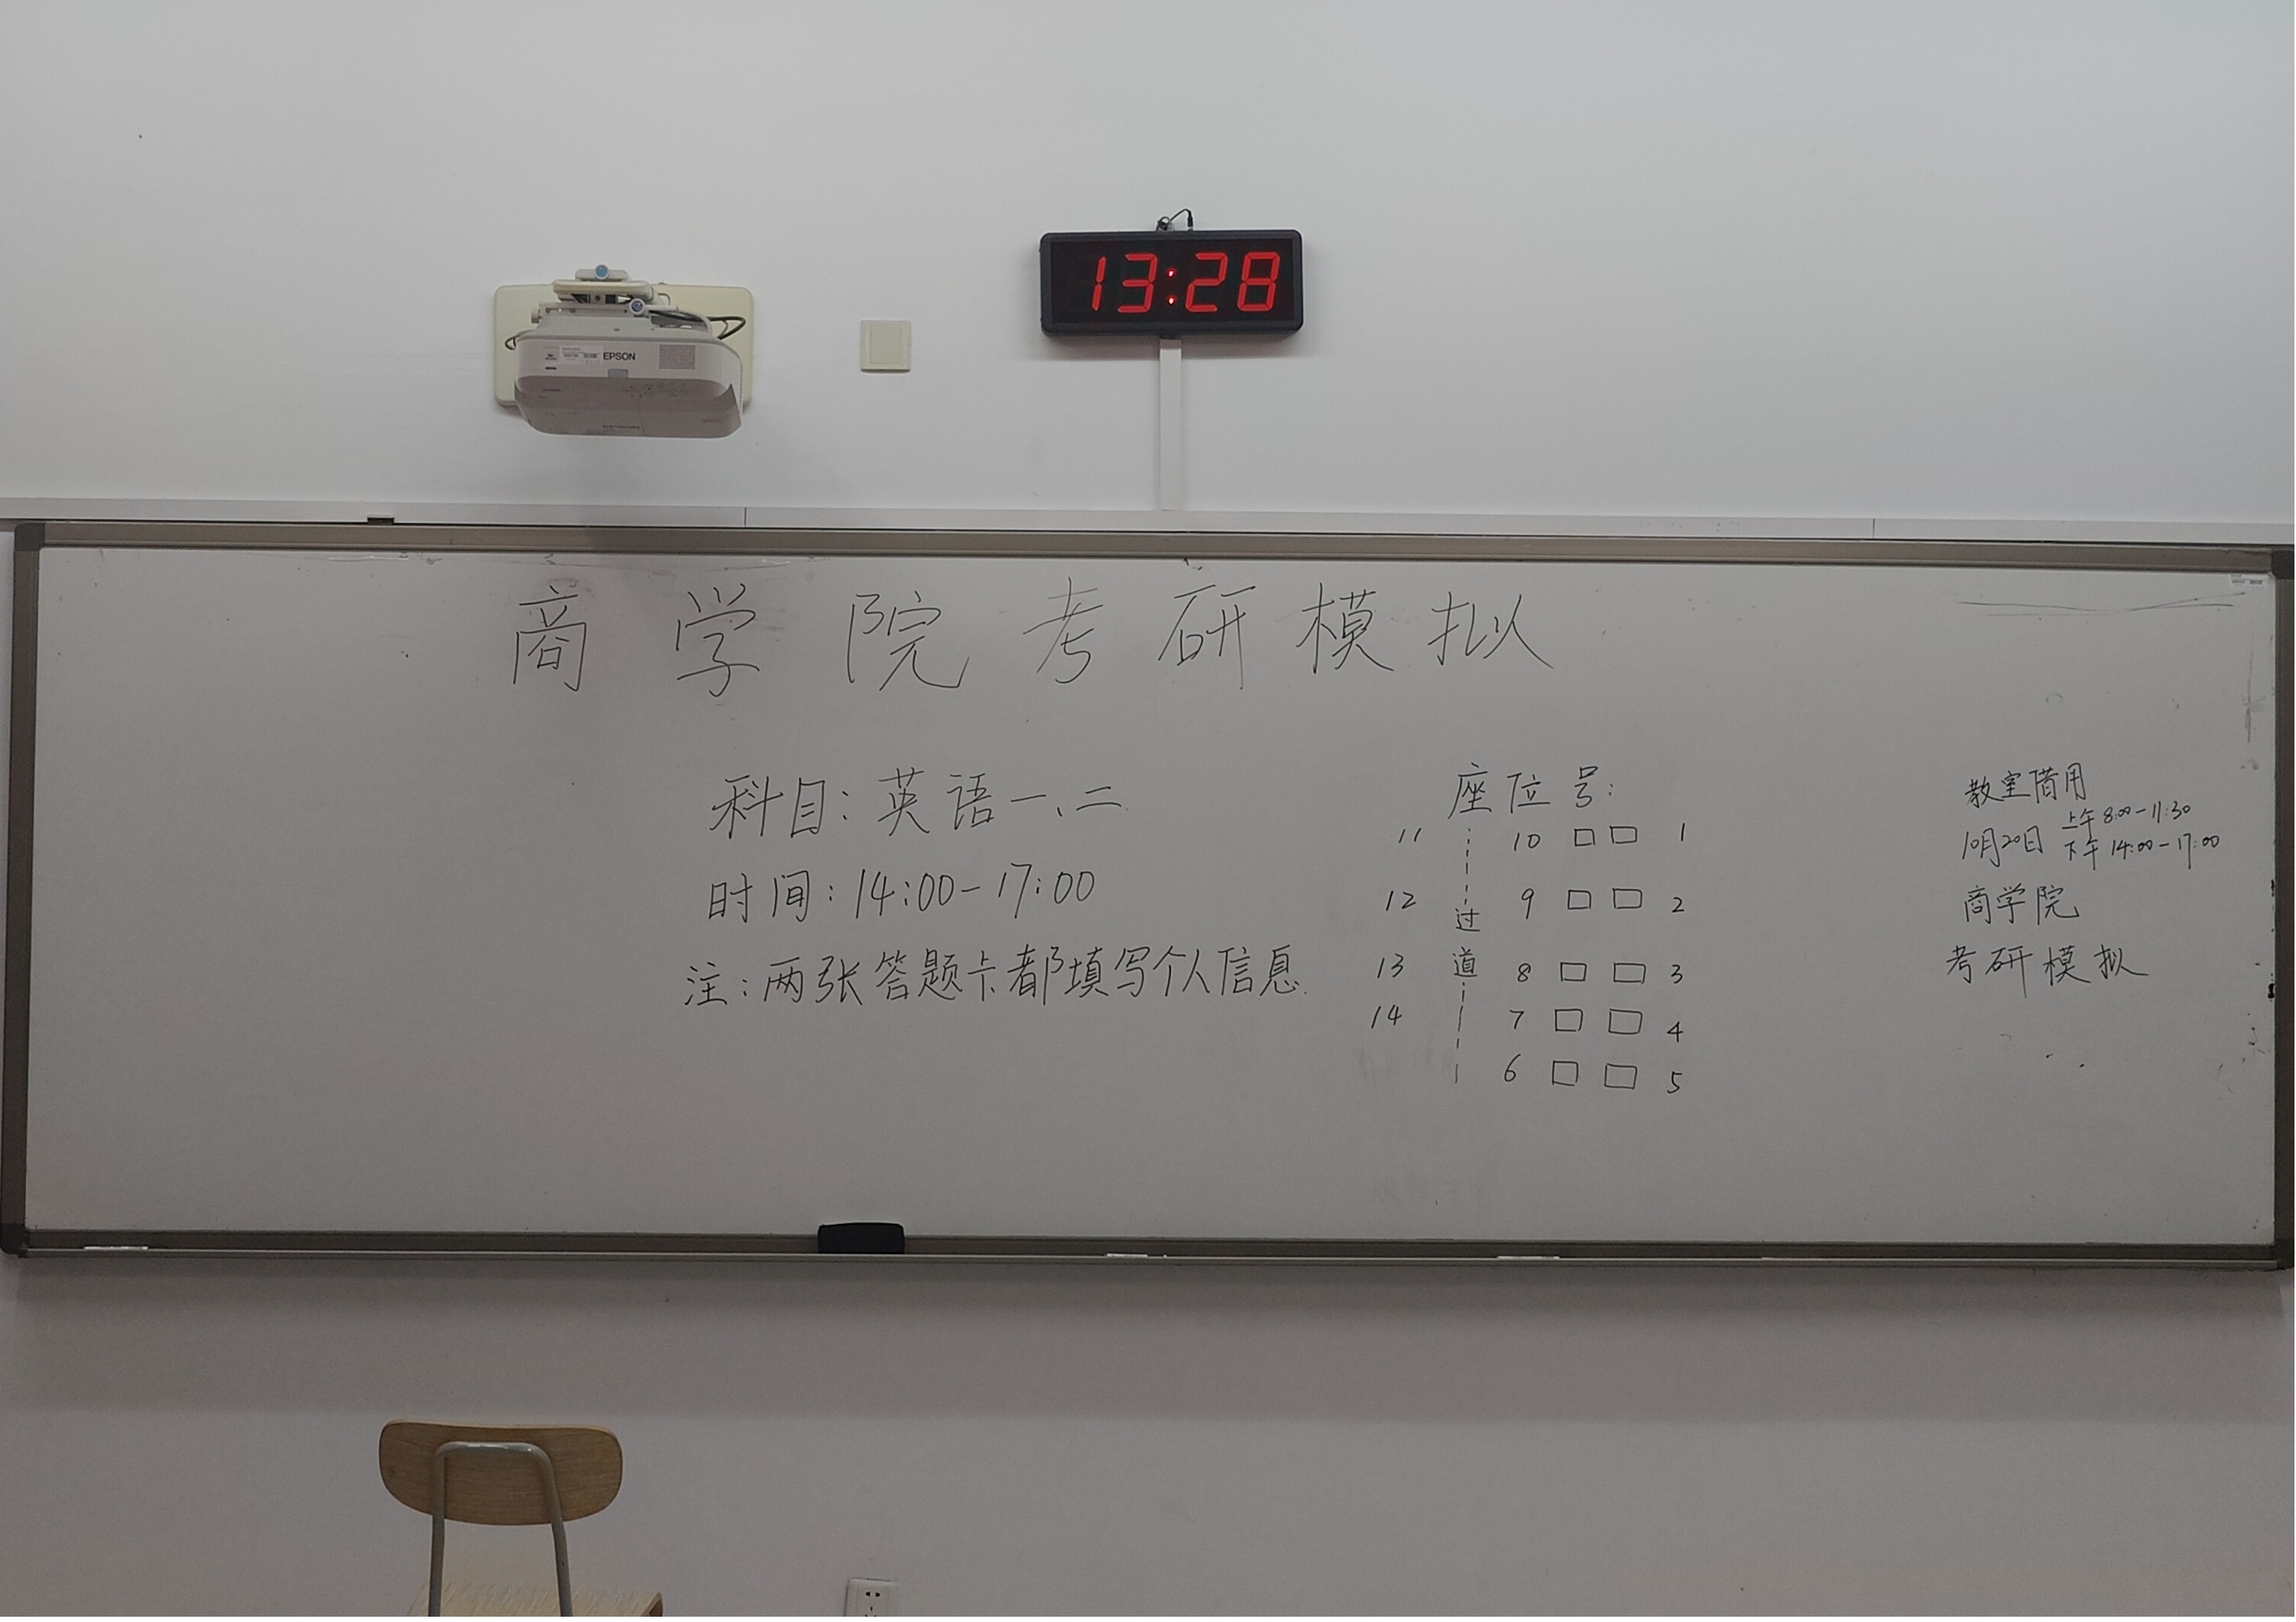 13:28
EPSON
商学院考研模拟
科目：英语一、二
时间：14:00-17:00
注：两张答题卡都填写个人信息.
座位号：
11 10 1
12 过 9 2
13 道 8 3
14 7 4
6 5
教室借用
10月20日 上午 8:00-11:30
下午 14:00-17:00
商学院
考研模拟